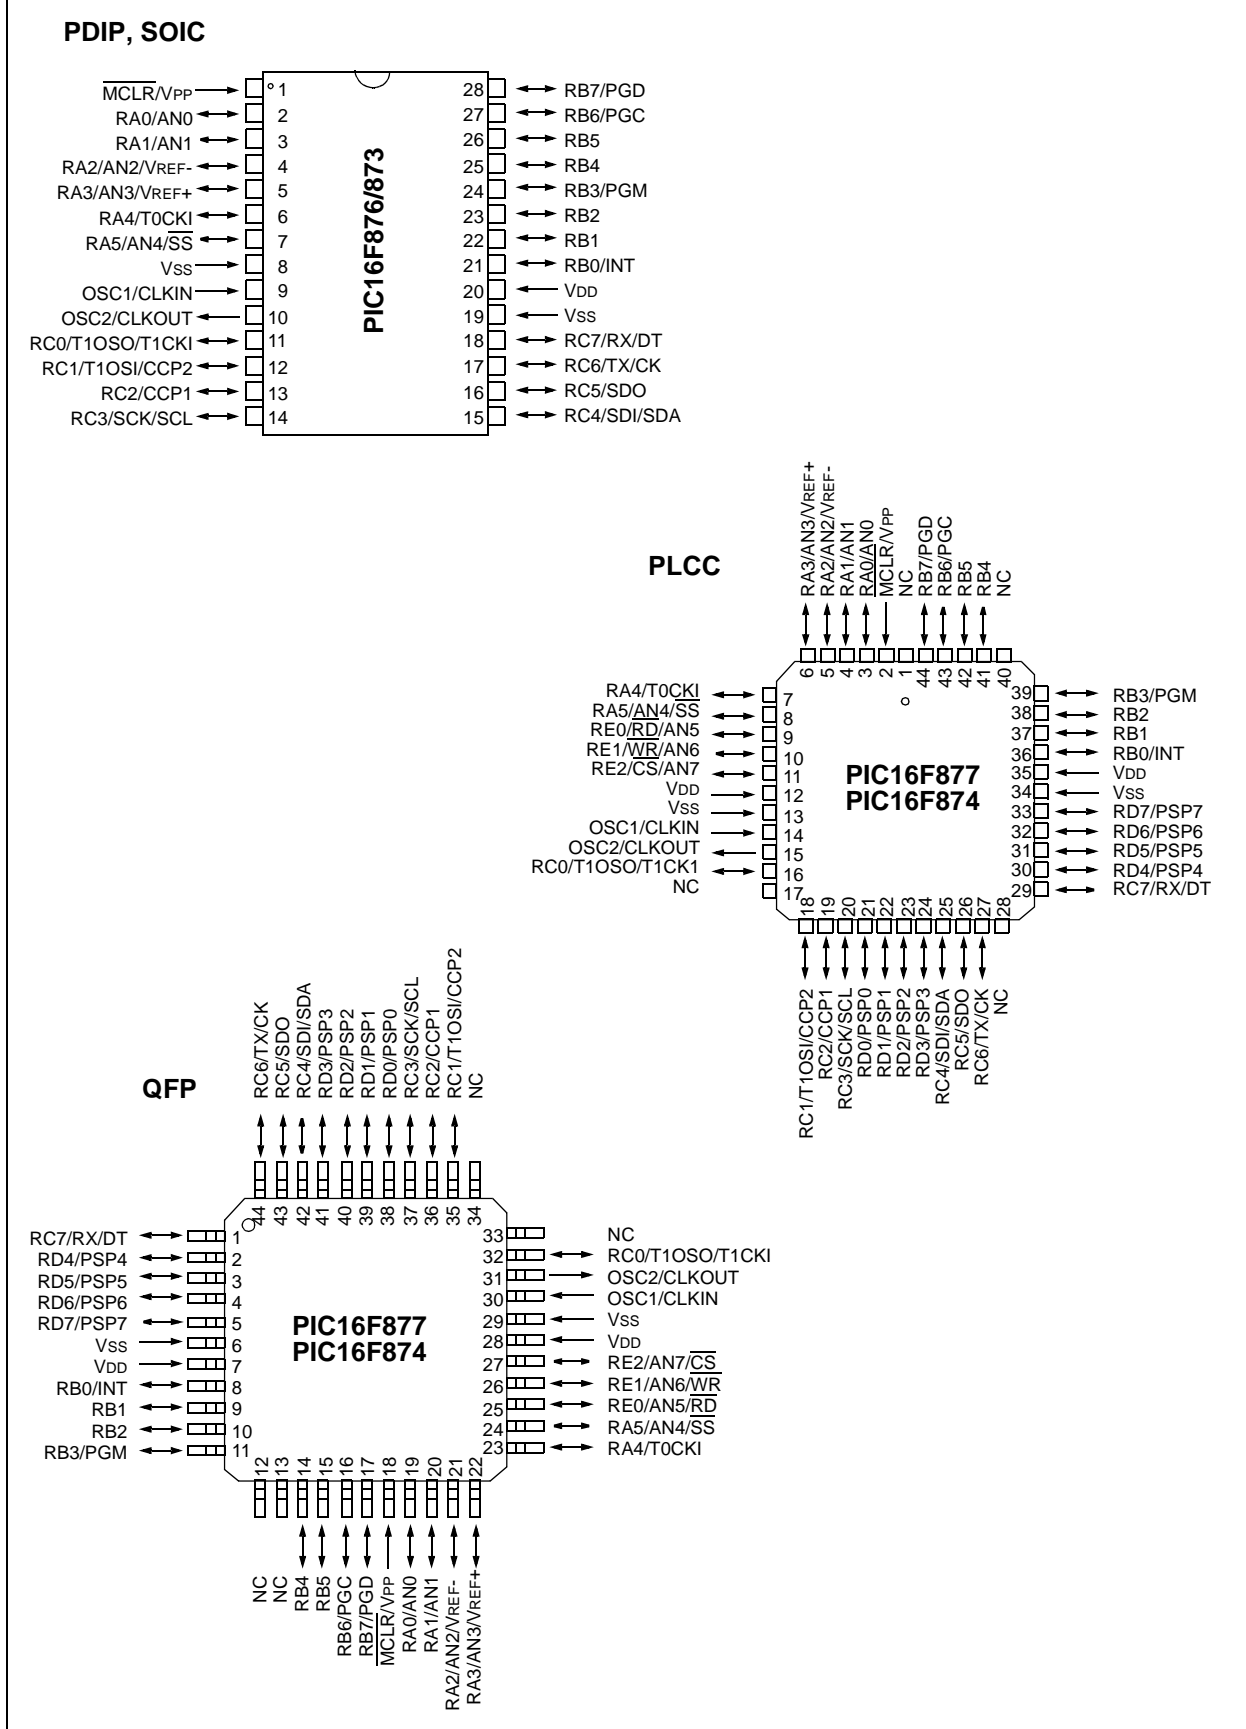 PDIP, SOIC
MCLR/VPP
RA0/AN0
RA1/AN1
RA2/AN2/VREF-
RA3/AN3/VREF+
RA4/T0CKI
RA5/AN4/SS
VSS
OSC1/CLKIN
OSC2/CLKOUT
RC0/T1OSO/T1CKI
RC1/T1OSI/CCP2
RC2/CCP1
RC3/SCK/SCL
1
2
3
4
5
6
7
8
9
10
11
12
13
14
PIC16F876/873
28
27
26
25
24
23
22
21
20
19
18
17
16
15
RB7/PGD
RB6/PGC
RB5
RB4
RB3/PGM
RB2
RB1
RB0/INT
VDD
VSS
RC7/RX/DT
RC6/TX/CK
RC5/SDO
RC4/SDI/SDA
PLCC
RA3/AN3/VREF+
RA2/AN2/VREF-
RA1/AN1
RA0/AN0
MCLR/VPP
NC
RB7/PGD
RB6/PGC
RB5
RB4
NC
6
5
4
3
2
1
44
43
42
41
40
RA4/T0CKI
RA5/AN4/SS
RE0/RD/AN5
RE1/WR/AN6
RE2/CS/AN7
VDD
VSS
OSC1/CLKIN
OSC2/CLKOUT
RC0/T1OSO/T1CK1
NC
7
8
9
10
11
12
13
14
15
16
17
PIC16F877
PIC16F874
39
38
37
36
35
34
33
32
31
30
29
RB3/PGM
RB2
RB1
RB0/INT
VDD
VSS
RD7/PSP7
RD6/PSP6
RD5/PSP5
RD4/PSP4
RC7/RX/DT
18
19
20
21
22
23
24
25
26
27
28
RC1/T1OSI/CCP2
RC2/CCP1
RC3/SCK/SCL
RD0/PSP0
RD1/PSP1
RD2/PSP2
RD3/PSP3
RC4/SDI/SDA
RC5/SDO
RC6/TX/CK
NC
QFP
RC6/TX/CK
RC5/SDO
RC4/SDI/SDA
RD3/PSP3
RD2/PSP2
RD1/PSP1
RD0/PSP0
RC3/SCK/SCL
RC2/CCP1
RC1/T1OSI/CCP2
NC
44
43
42
41
40
39
38
37
36
35
34
RC7/RX/DT
RD4/PSP4
RD5/PSP5
RD6/PSP6
RD7/PSP7
VSS
VDD
RB0/INT
RB1
RB2
RB3/PGM
1
2
3
4
5
6
7
8
9
10
11
PIC16F877
PIC16F874
33
32
31
30
29
28
27
26
25
24
23
NC
RC0/T1OSO/T1CKI
OSC2/CLKOUT
OSC1/CLKIN
VSS
VDD
RE2/AN7/CS
RE1/AN6/WR
RE0/AN5/RD
RA5/AN4/SS
RA4/T0CKI
12
13
14
15
16
17
18
19
20
21
22
NC
NC
RB4
RB5
RB6/PGC
RB7/PGD
MCLR/VPP
RA0/AN0
RA1/AN1
RA2/AN2/VREF-
RA3/AN3/VREF+